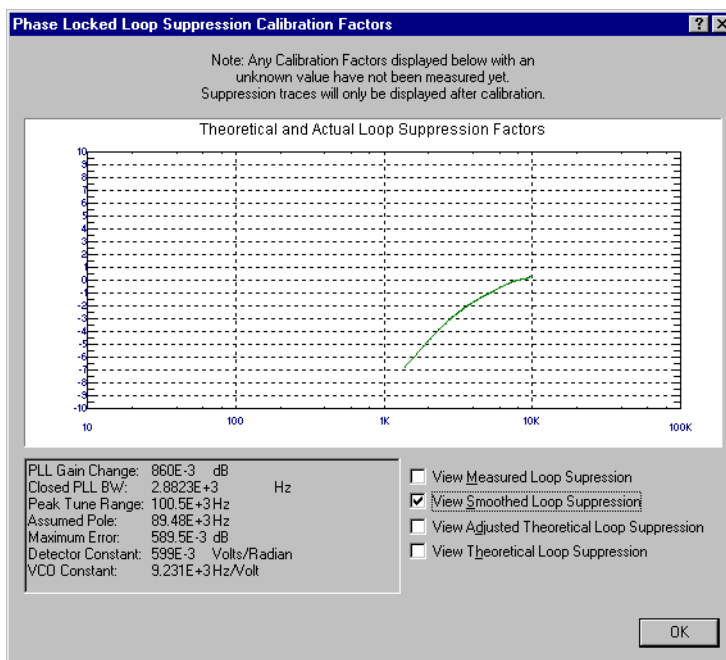 Phase Locked Loop Suppression Calibration Factors
Note: Any Calibration Factors displayed below with an
unknown value have not been measured yet.
Suppression traces will only be displayed after calibration.
Theoretical and Actual Loop Suppression Factors
10
9
8
7
6
5
4
3
2
1
0
-1
-2
-3
-4
-5
-6
-7
-8
-9
-10
10 100 1K 10K 100K
PLL Gain Change: 860E-3 dB
Closed PLL BW: 2.8823E+3 Hz
Peak Tune Range: 100.5E+3 Hz
Assumed Pole: 89.48E+3 Hz
Maximum Error: 589.5E-3 dB
Detector Constant: 599E-3 Volts/Radian
VCO Constant: 9.231E+3 Hz/Volt
View Measured Loop Supression
View Smoothed Loop Suppression
View Adjusted Theoretical Loop Suppression
View Theoretical Loop Suppression
OK